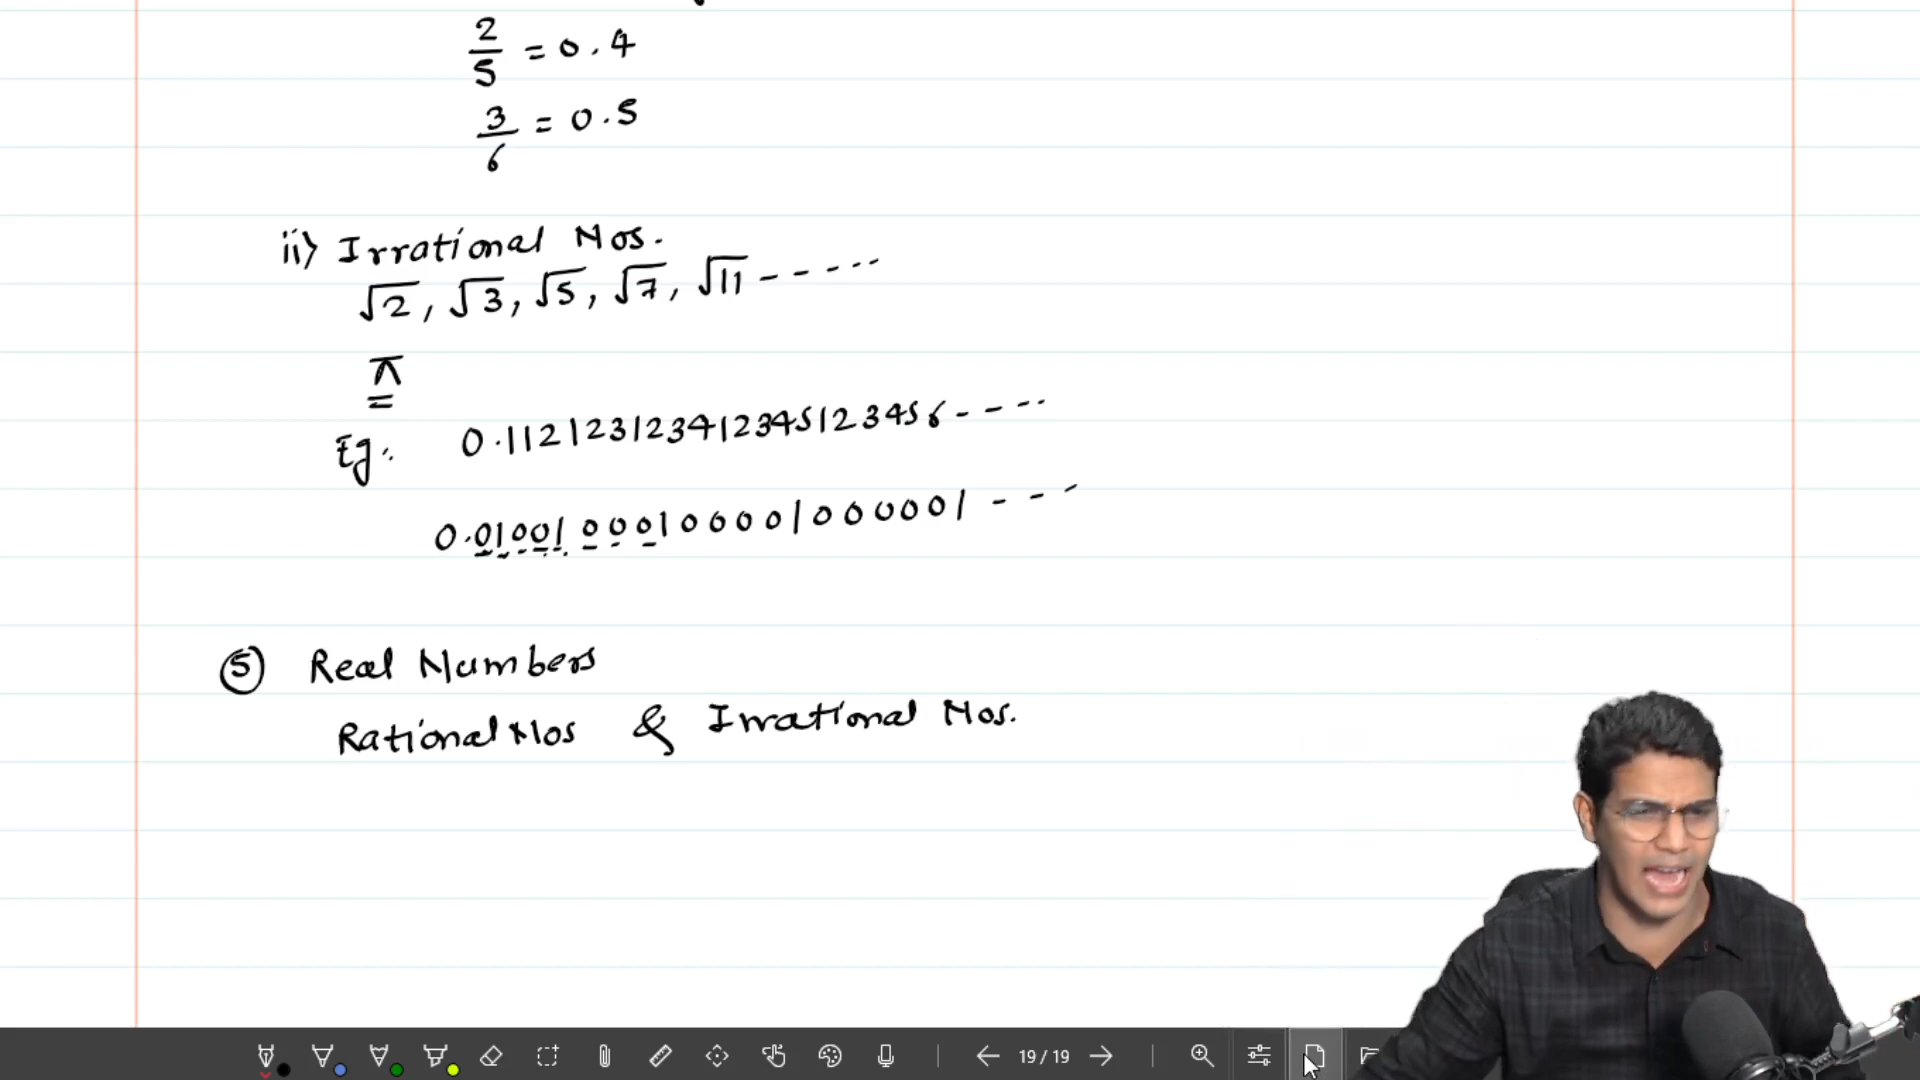 2/5 = 0.4
3/6 = 0.5
ii) Irrational Nos.
√2, √3, √5, √7, √11 - - - - -
π
Eg: 0.112123123412345123456 - - - -
0.01001000100001000001 - - -
5 Real Numbers
Rational Nos & Irrational Nos.
19 / 19